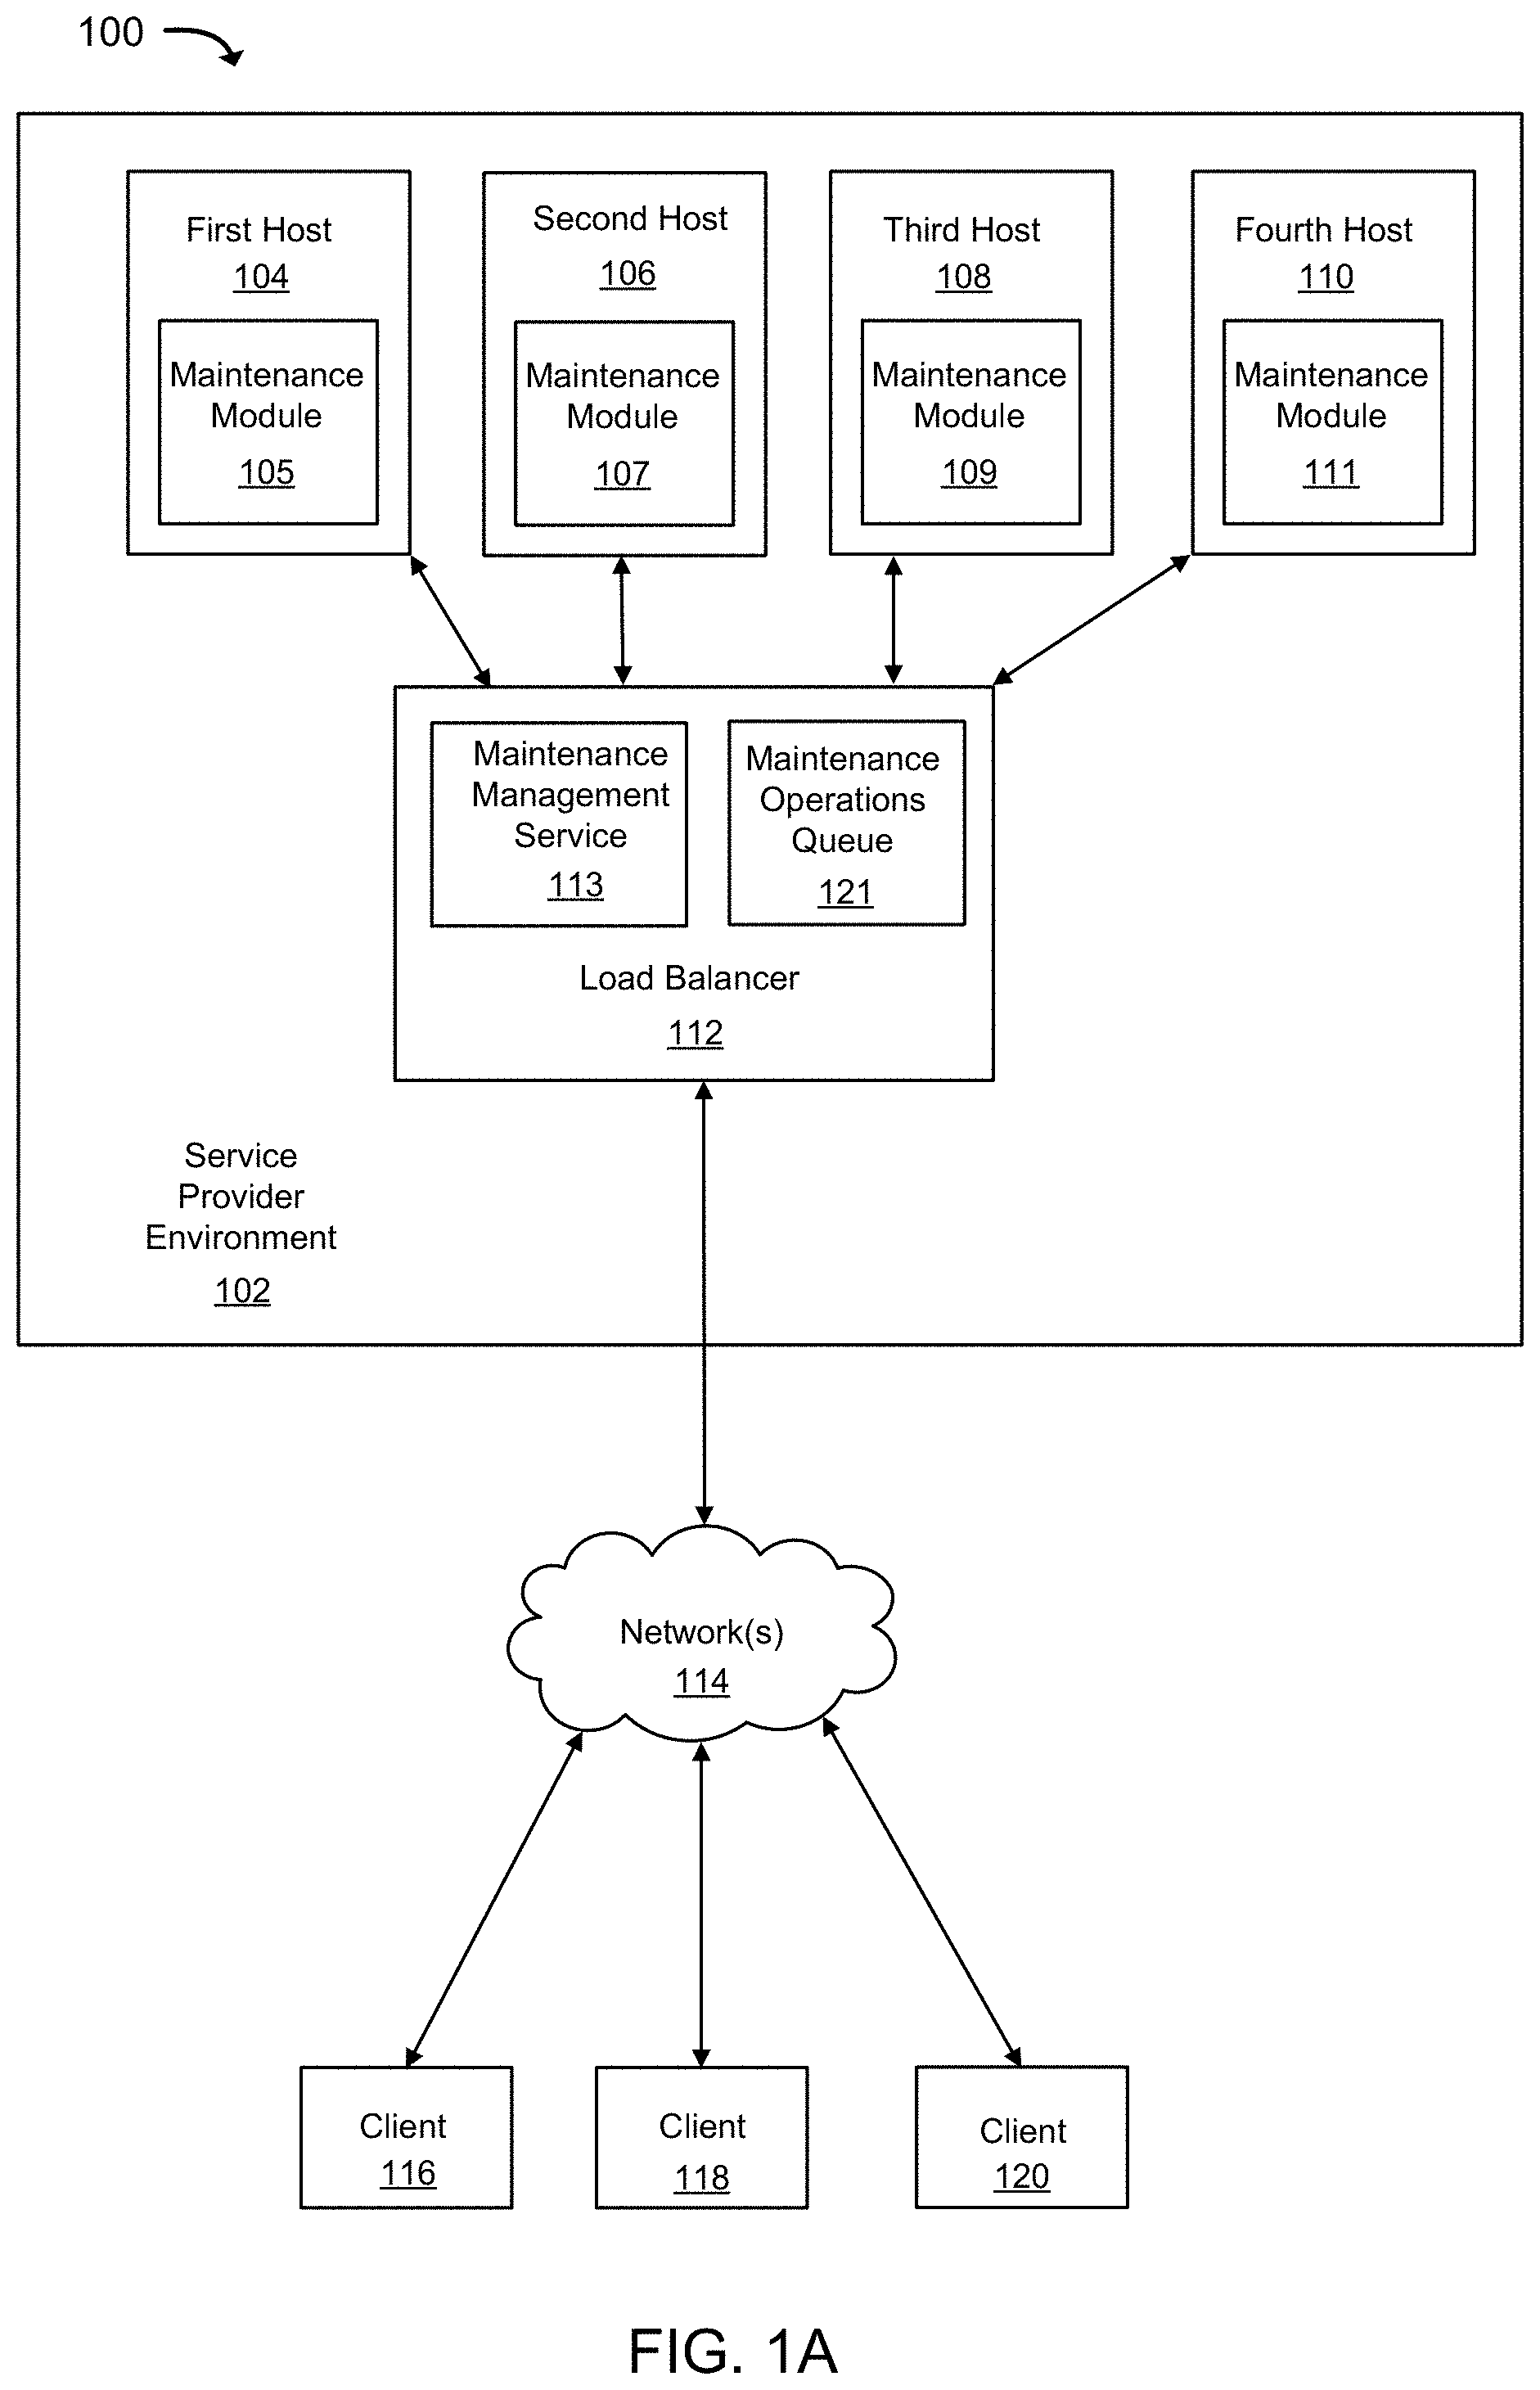 100
First Host
104
Maintenance
Module
105
Second Host
106
Maintenance
Module
107
Third Host
108
Maintenance
Module
109
Fourth Host
110
Maintenance
Module
111
Maintenance
Management
Service
113
Maintenance
Operations
Queue
121
Load Balancer
112
Service
Provider
Environment
102
Network(s)
114
Client
116
Client
118
Client
120
FIG. 1A